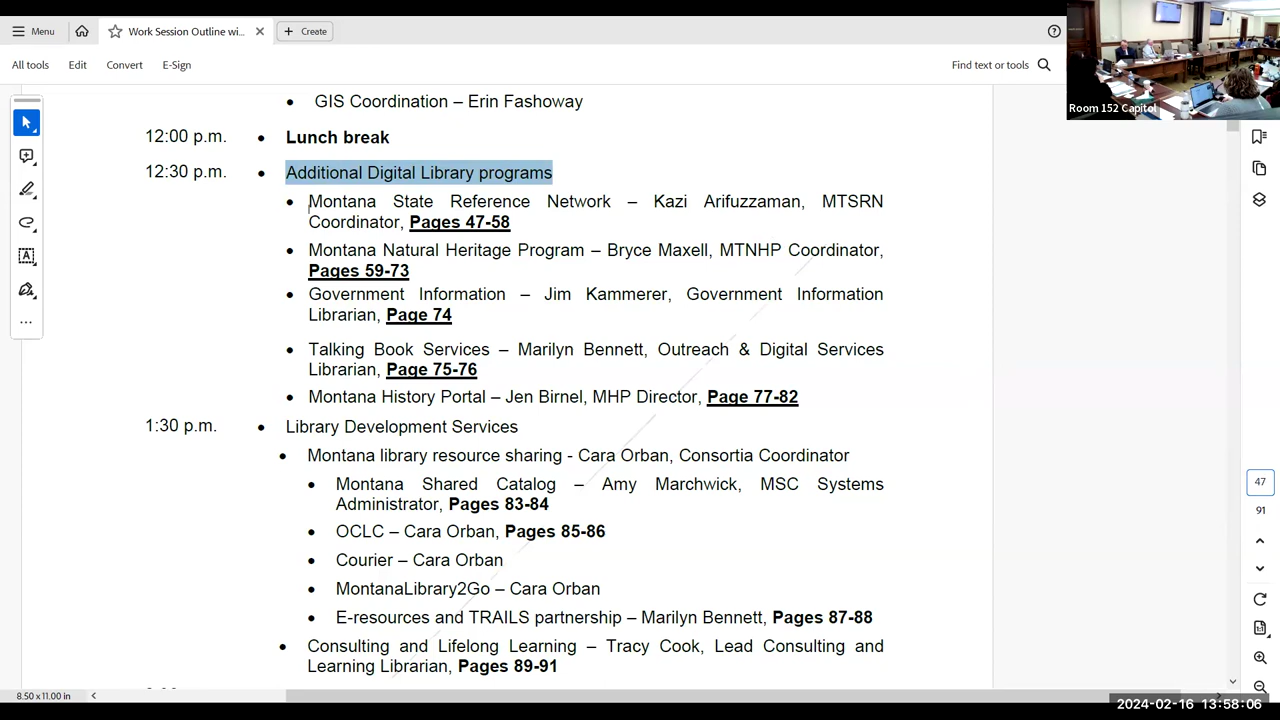 Menu
Work Session Outline wi...
Create
All tools
Edit
Convert
E-Sign
Find text or tools
Room 152 Capitol
GIS Coordination – Erin Fashoway
12:00 p.m. • Lunch break
12:30 p.m. • Additional Digital Library programs
• Montana State Reference Network – Kazi Arifuzzaman, MTSRN
Coordinator, Pages 47-58
• Montana Natural Heritage Program – Bryce Maxell, MTNHP Coordinator,
Pages 59-73
• Government Information – Jim Kammerer, Government Information
Librarian, Page 74
• Talking Book Services – Marilyn Bennett, Outreach & Digital Services
Librarian, Page 75-76
• Montana History Portal – Jen Birnel, MHP Director, Page 77-82
1:30 p.m. • Library Development Services
• Montana library resource sharing - Cara Orban, Consortia Coordinator
• Montana Shared Catalog – Amy Marchwick, MSC Systems
Administrator, Pages 83-84
• OCLC – Cara Orban, Pages 85-86
• Courier – Cara Orban
• MontanaLibrary2Go – Cara Orban
• E-resources and TRAILS partnership – Marilyn Bennett, Pages 87-88
• Consulting and Lifelong Learning – Tracy Cook, Lead Consulting and
Learning Librarian, Pages 89-91
47
91
8.50 x 11.00 in
2024-02-16 13:58:06